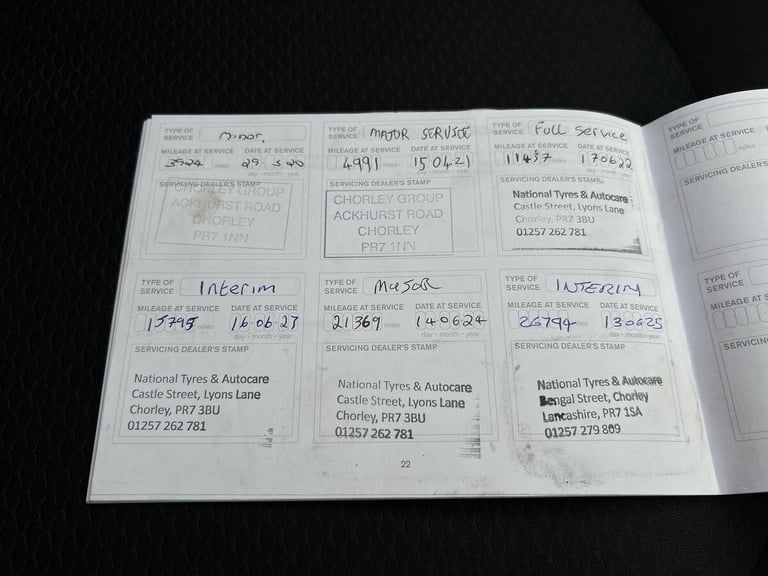 TYPE OF SERVICE Minor.
MILEAGE AT SERVICE DATE AT SERVICE
3924 miles 29 5 20
day - month - year
SERVICING DEALER'S STAMP
CHORLEY GROUP
ACKHURST ROAD
CHORLEY
PR7 1NN
TYPE OF SERVICE MAJOR SERVICE
MILEAGE AT SERVICE DATE AT SERVICE
4991 miles 15 04 21
day - month - year
SERVICING DEALER'S STAMP
CHORLEY GROUP
ACKHURST ROAD
CHORLEY
PR7 1NN
TYPE OF SERVICE Full Service
MILEAGE AT SERVICE DATE AT SERVICE
11437 miles 170622
day - month - year
SERVICING DEALER'S STAMP
National Tyres & Autocare
Castle Street, Lyons Lane
Chorley, PR7 3BU
01257 262 781
TYPE OF SERVICE Interim
MILEAGE AT SERVICE DATE AT SERVICE
15795 miles 16 06 23
day - month - year
SERVICING DEALER'S STAMP
National Tyres & Autocare
Castle Street, Lyons Lane
Chorley, PR7 3BU
01257 262 781
TYPE OF SERVICE MAJOR
MILEAGE AT SERVICE DATE AT SERVICE
21369 miles 140624
day - month - year
SERVICING DEALER'S STAMP
National Tyres & Autocare
Castle Street, Lyons Lane
Chorley, PR7 3BU
01257 262 781
TYPE OF SERVICE INTERIM
MILEAGE AT SERVICE DATE AT SERVICE
26794 miles 130625
day - month - year
SERVICING DEALER'S STAMP
National Tyres & Autocare
Bengal Street, Chorley
Lancashire, PR7 1SA
01257 279 809
22
TYPE OF SERVICE
MILEAGE AT SERVICE
miles
SERVICING DEALER'S
TYPE OF SERVICE
MILEAGE AT
SERVICING